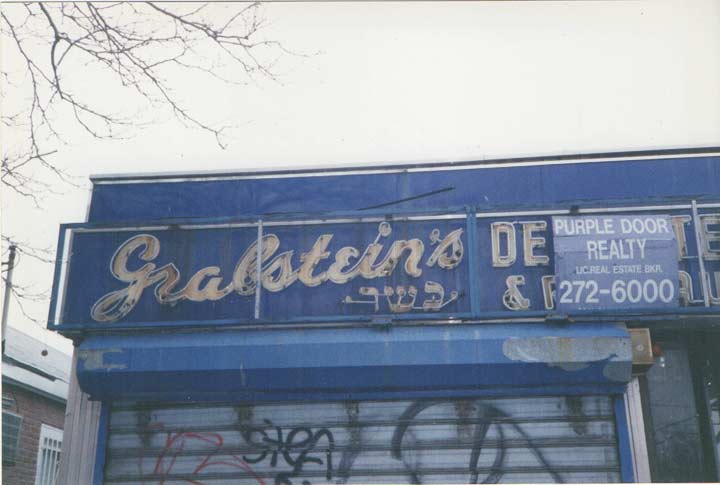 Grabstein's
כשר
DE
&
PURPLE DOOR
REALTY
LIC.REAL ESTATE BKR.
272-6000